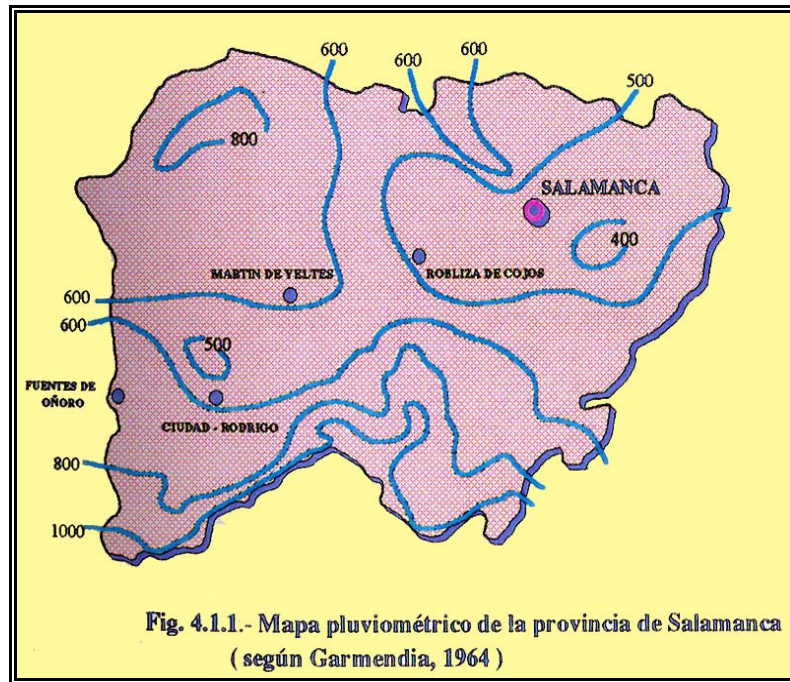 600
600
600
500
800
SALAMANCA
400
MARTIN DE YELTES
ROBLIZA DE COJOS
600
600
500
FUENTES DE
OÑORO
CIUDAD - RODRIGO
800
1000
Fig. 4.1.1.- Mapa pluviométrico de la provincia de Salamanca
( según Garmendia, 1964 )